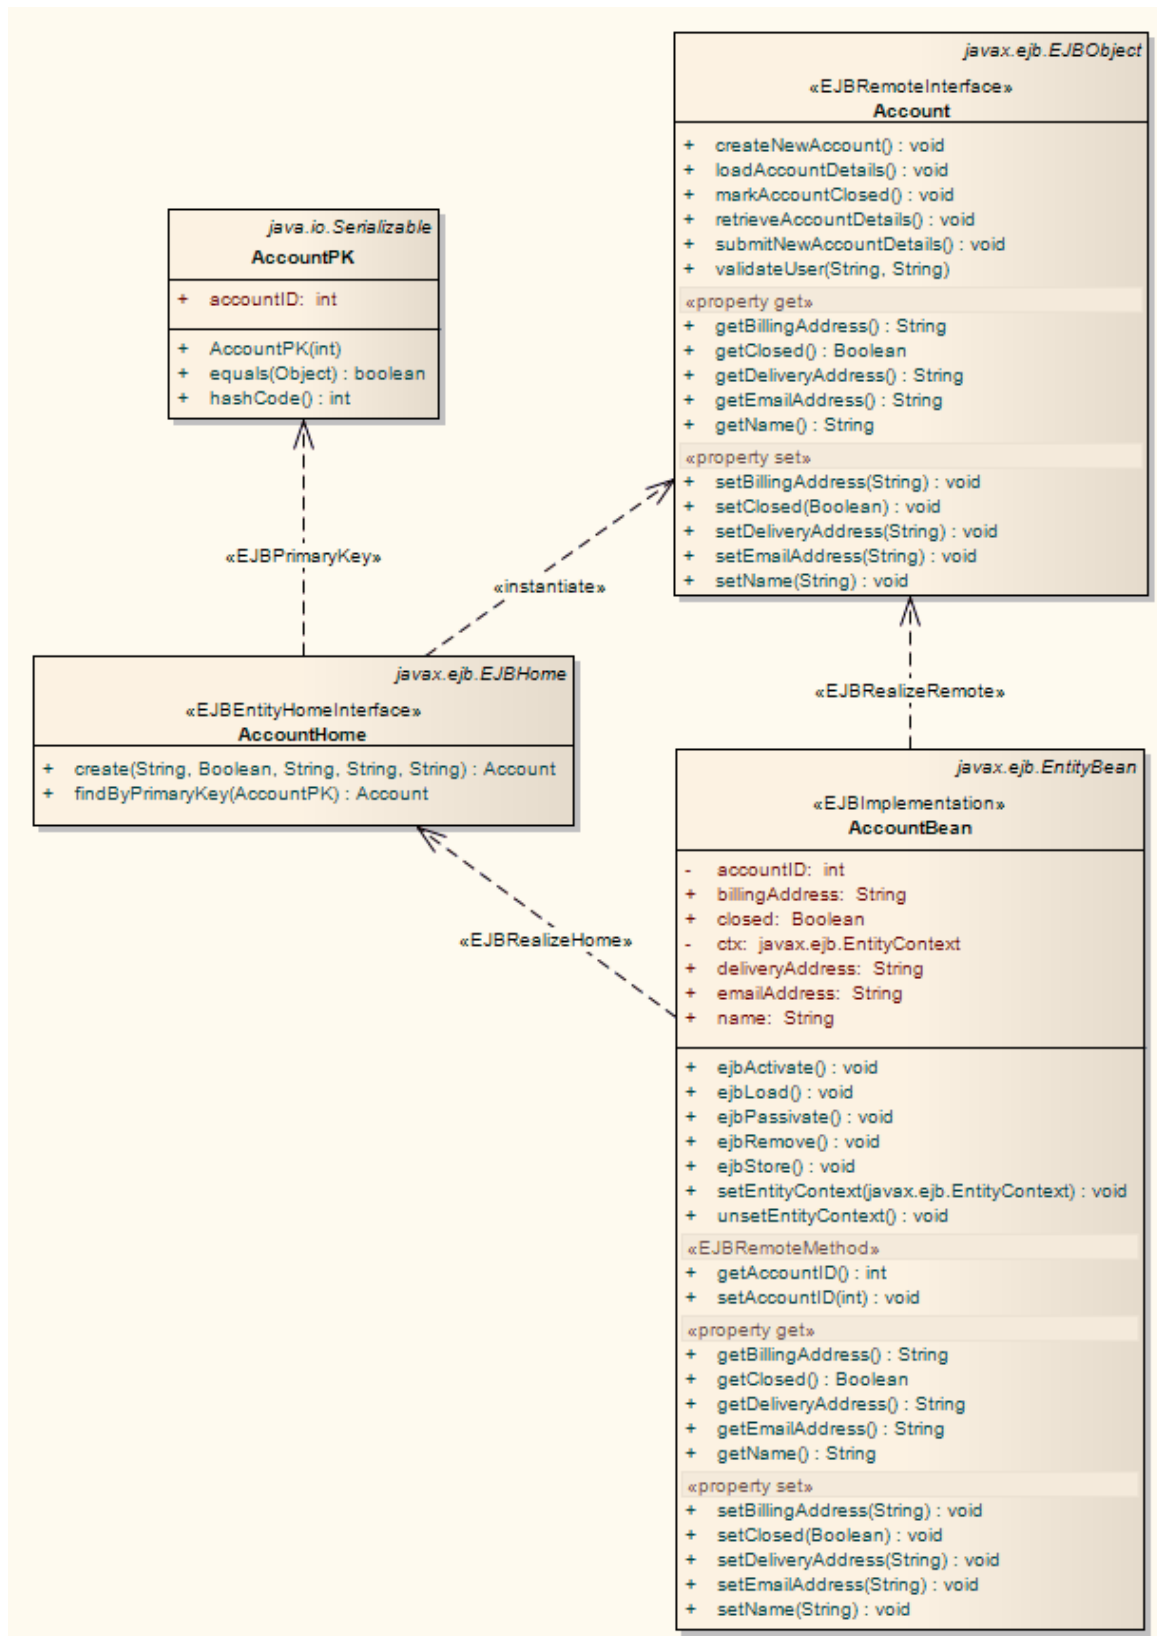 javax.ejb.EJBObject
«EJBRemoteInterface»
Account
+ createNewAccount() : void
+ loadAccountDetails() : void
+ markAccountClosed() : void
+ retrieveAccountDetails() : void
+ submitNewAccountDetails() : void
+ validateUser(String, String)
«property get»
+ getBillingAddress() : String
+ getClosed() : Boolean
+ getDeliveryAddress() : String
+ getEmailAddress() : String
+ getName() : String
«property set»
+ setBillingAddress(String) : void
+ setClosed(Boolean) : void
+ setDeliveryAddress(String) : void
+ setEmailAddress(String) : void
+ setName(String) : void
java.io.Serializable
AccountPK
+ accountID: int
+ AccountPK(int)
+ equals(Object) : boolean
+ hashCode() : int
«EJBPrimaryKey»
«instantiate»
javax.ejb.EJBHome
«EJBEntityHomeInterface»
AccountHome
+ create(String, Boolean, String, String, String) : Account
+ findByPrimaryKey(AccountPK) : Account
«EJBRealizeRemote»
«EJBRealizeHome»
javax.ejb.EntityBean
«EJBImplementation»
AccountBean
- accountID: int
+ billingAddress: String
+ closed: Boolean
- ctx: javax.ejb.EntityContext
+ deliveryAddress: String
+ emailAddress: String
+ name: String
+ ejbActivate() : void
+ ejbLoad() : void
+ ejbPassivate() : void
+ ejbRemove() : void
+ ejbStore() : void
+ setEntityContext(javax.ejb.EntityContext) : void
+ unsetEntityContext() : void
«EJBRemoteMethod»
+ getAccountID() : int
+ setAccountID(int) : void
«property get»
+ getBillingAddress() : String
+ getClosed() : Boolean
+ getDeliveryAddress() : String
+ getEmailAddress() : String
+ getName() : String
«property set»
+ setBillingAddress(String) : void
+ setClosed(Boolean) : void
+ setDeliveryAddress(String) : void
+ setEmailAddress(String) : void
+ setName(String) : void